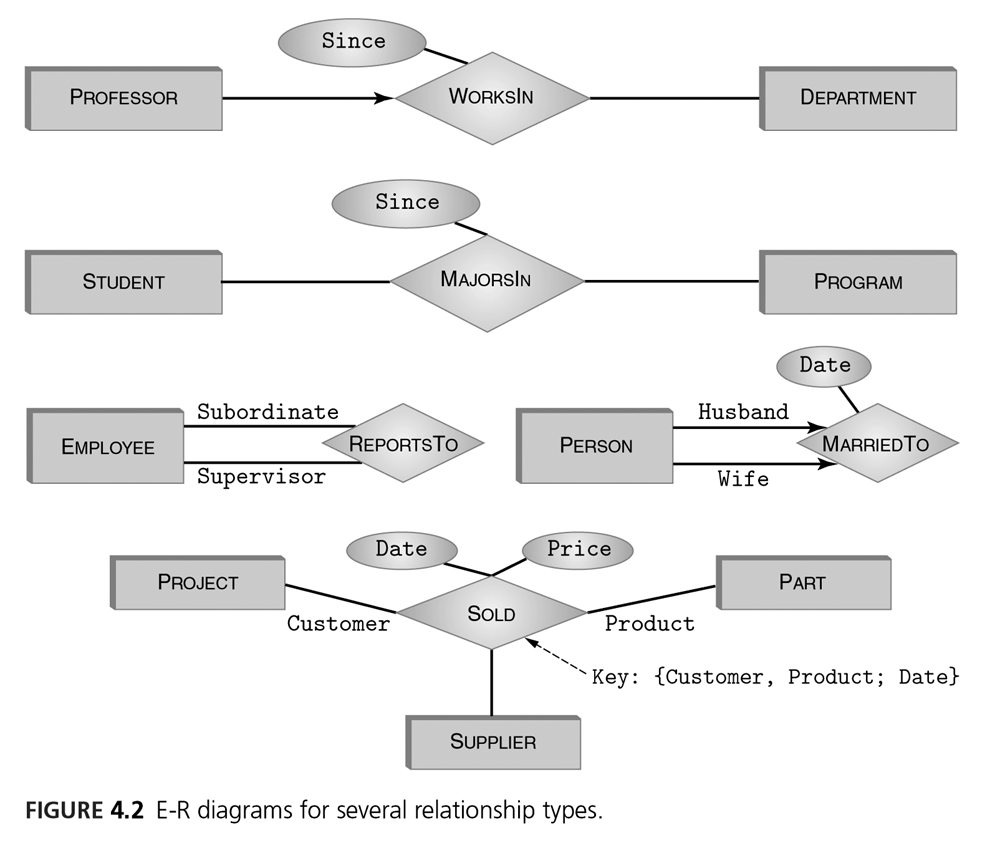 Since
PROFESSOR
WORKSIN
DEPARTMENT
Since
STUDENT
MAJORSIN
PROGRAM
Date
Subordinate
EMPLOYEE
REPORTSTO
Supervisor
Husband
PERSON
MARRIEDTO
Wife
Date
Price
PROJECT
SOLD
PART
Customer
Product
Key: {Customer, Product; Date}
SUPPLIER
FIGURE 4.2 E-R diagrams for several relationship types.